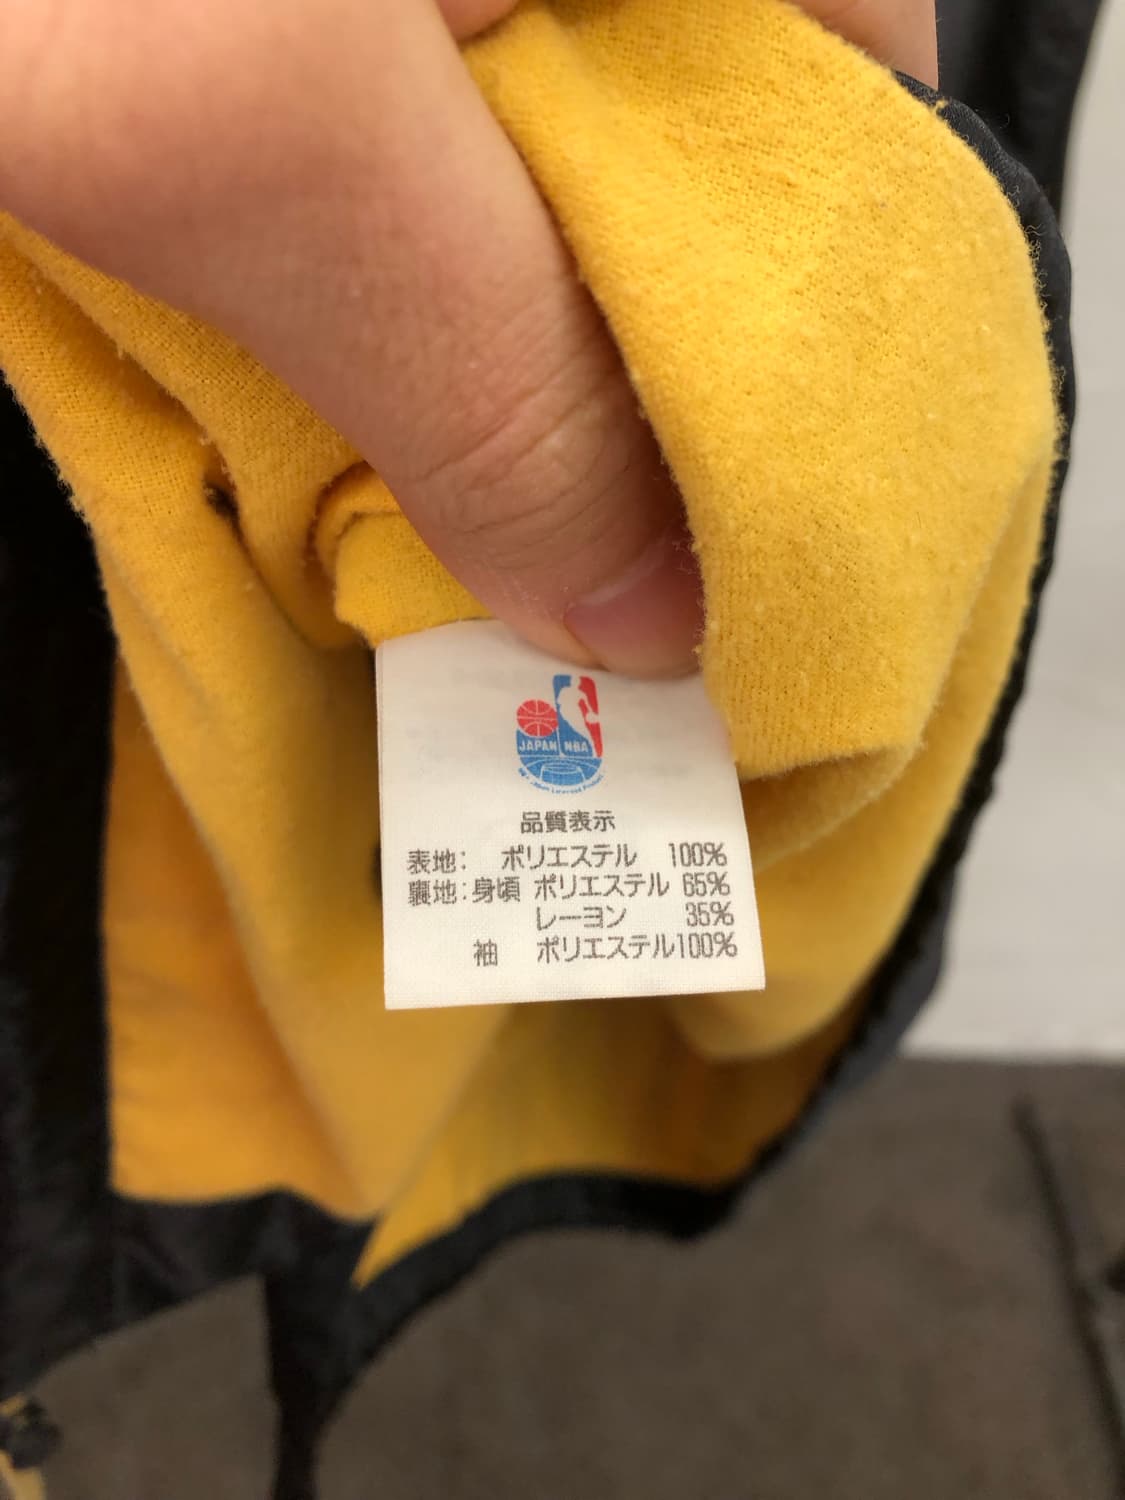 JAPAN NBA
品質表示
表地: ポリエステル 100%
裏地:身頃 ポリエステル 65%
レーヨン 35%
袖 ポリエステル100%